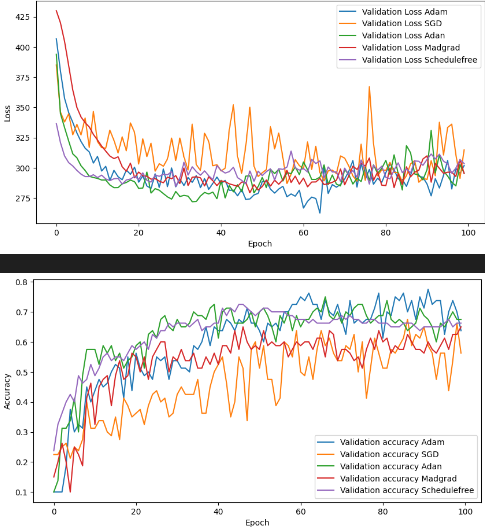 425
400
375
350
325
300
275
Loss
0
20
40
60
80
100
Epoch
Validation Loss Adam
Validation Loss SGD
Validation Loss Adan
Validation Loss Madgrad
Validation Loss Schedulefree
0.8
0.7
0.6
0.5
0.4
0.3
0.2
0.1
Accuracy
0
20
40
60
80
100
Epoch
Validation accuracy Adam
Validation accuracy SGD
Validation accuracy Adan
Validation accuracy Madgrad
Validation accuracy Schedulefree